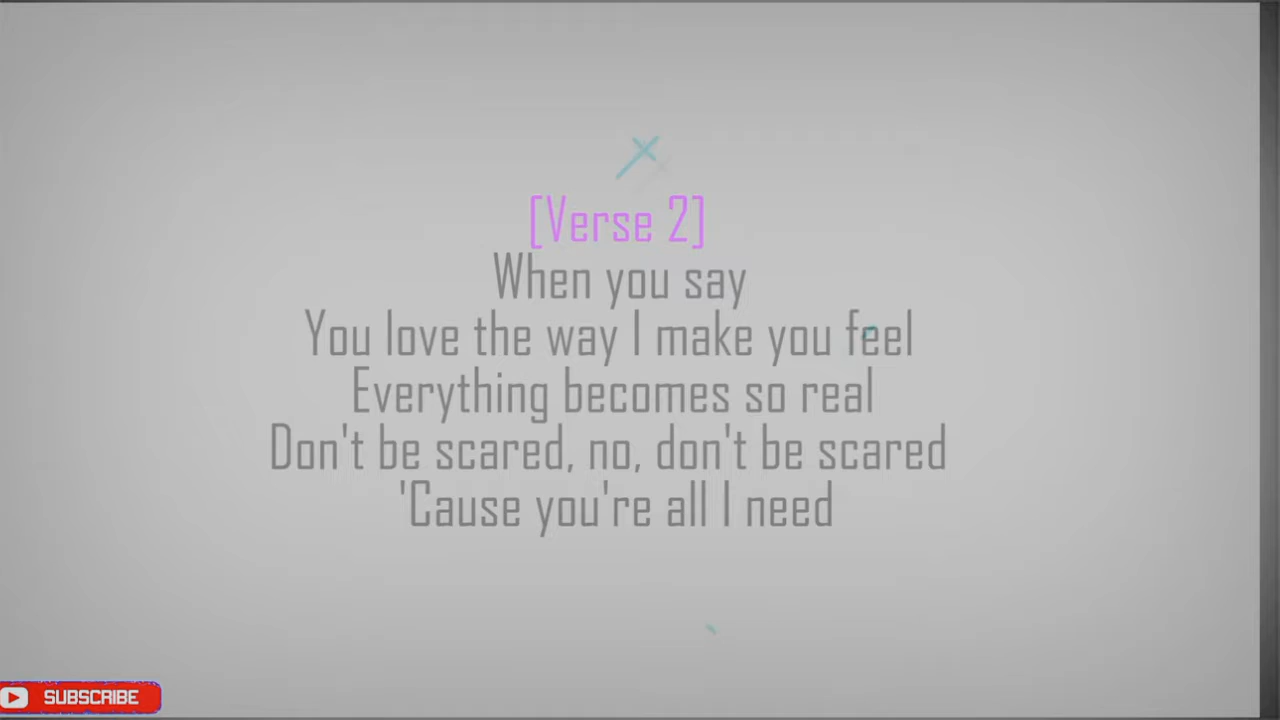 [Verse 2]
When you say
You love the way I make you feel
Everything becomes so real
Don't be scared, no, don't be scared
'Cause you're all I need
SUBSCRIBE